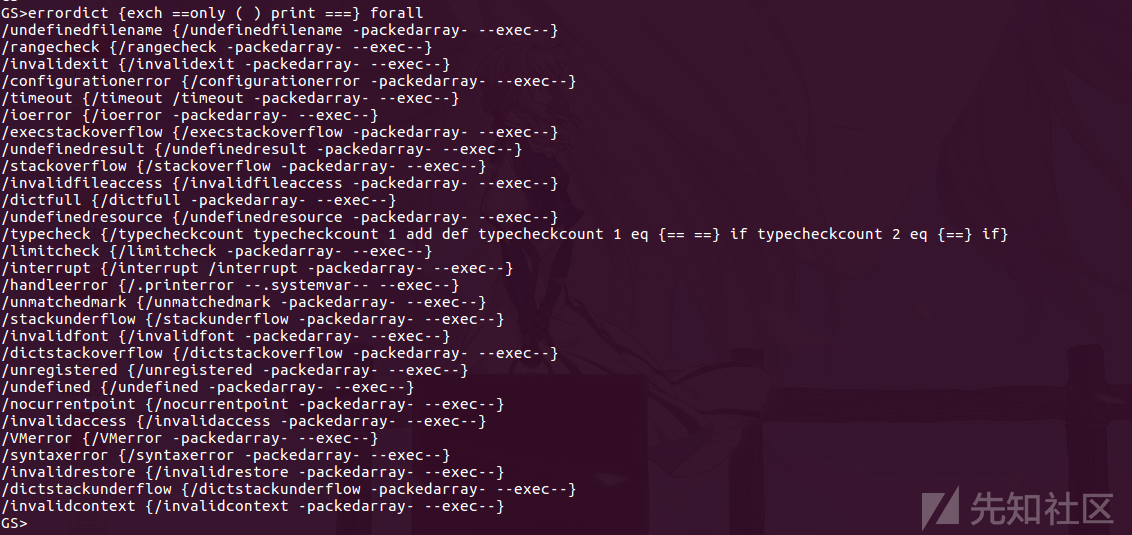 GS>errordict {exch ==only ( ) print ===} forall
/undefinedfilename {/undefinedfilename -packedarray- --exec--}
/rangecheck {/rangecheck -packedarray- --exec--}
/invalidexit {/invalidexit -packedarray- --exec--}
/configurationerror {/configurationerror -packedarray- --exec--}
/timeout {/timeout /timeout -packedarray- --exec--}
/ioerror {/ioerror -packedarray- --exec--}
/execstackoverflow {/execstackoverflow -packedarray- --exec--}
/undefinedresult {/undefinedresult -packedarray- --exec--}
/stackoverflow {/stackoverflow -packedarray- --exec--}
/invalidfileaccess {/invalidfileaccess -packedarray- --exec--}
/dictfull {/dictfull -packedarray- --exec--}
/undefinedresource {/undefinedresource -packedarray- --exec--}
/typecheck {/typecheckcount typecheckcount 1 add def typecheckcount 1 eq {== ==} if typecheckcount 2 eq {==} if}
/limitcheck {/limitcheck -packedarray- --exec--}
/interrupt {/interrupt /interrupt -packedarray- --exec--}
/handleerror {/.printerror --.systemvar-- --exec--}
/unmatchedmark {/unmatchedmark -packedarray- --exec--}
/stackunderflow {/stackunderflow -packedarray- --exec--}
/invalidfont {/invalidfont -packedarray- --exec--}
/dictstackoverflow {/dictstackoverflow -packedarray- --exec--}
/unregistered {/unregistered -packedarray- --exec--}
/undefined {/undefined -packedarray- --exec--}
/nocurrentpoint {/nocurrentpoint -packedarray- --exec--}
/invalidaccess {/invalidaccess -packedarray- --exec--}
/VMerror {/VMerror -packedarray- --exec--}
/syntaxerror {/syntaxerror -packedarray- --exec--}
/invalidrestore {/invalidrestore -packedarray- --exec--}
/dictstackunderflow {/dictstackunderflow -packedarray- --exec--}
/invalidcontext {/invalidcontext -packedarray- --exec--}
GS>
先知社区